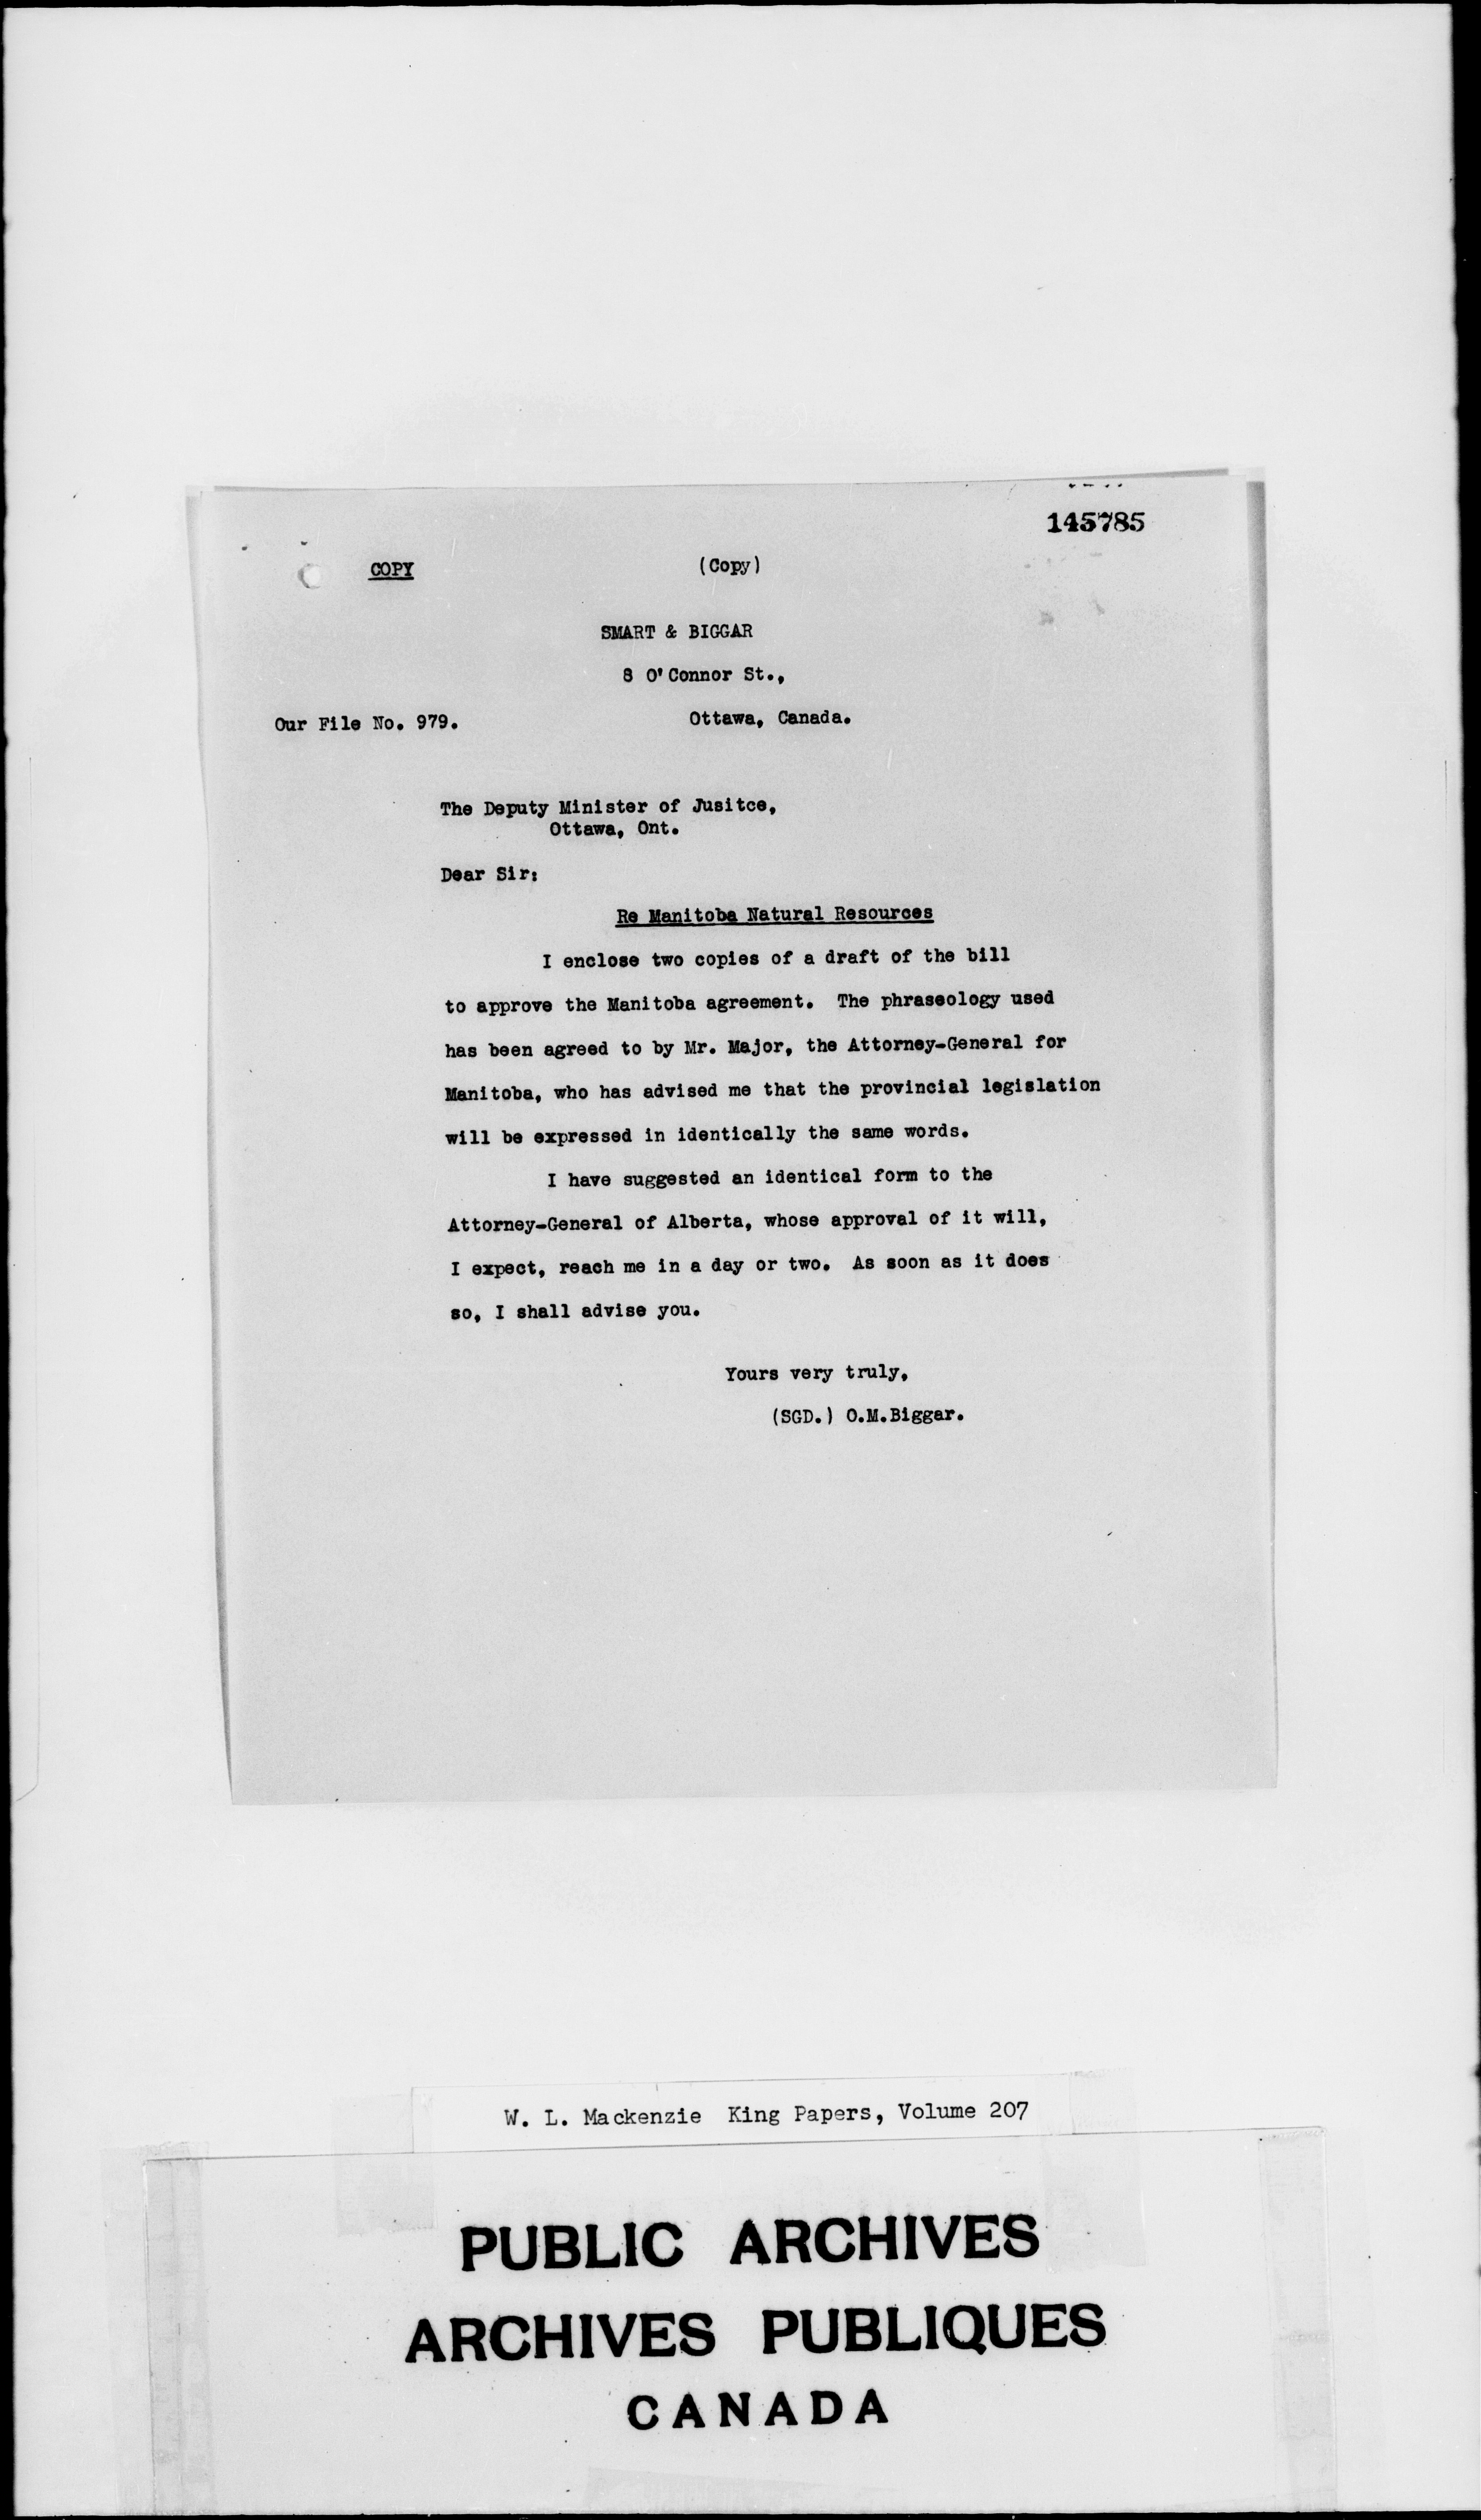 145785
COPY
(Copy)
SMART & BIGGAR
8 O'Connor St.,
Our File No. 979.
Ottawa, Canada.
The Deputy Minister of Jusitce,
Ottawa, Ont.
Dear Sir:
Re Manitoba Natural Resources
I enclose two copies of a draft of the bill
to approve the Manitoba agreement. The phraseology used
has been agreed to by Mr. Major, the Attorney-General for
Manitoba, who has advised me that the provincial legislation
will be expressed in identically the same words.
I have suggested an identical form to the
Attorney-General of Alberta, whose approval of it will,
I expect, reach me in a day or two. As soon as it does
so, I shall advise you.
Yours very truly,
(SGD.) O.M.Biggar.
W. L. Mackenzie King Papers, Volume 207
PUBLIC ARCHIVES
ARCHIVES PUBLIQUES
CANADA